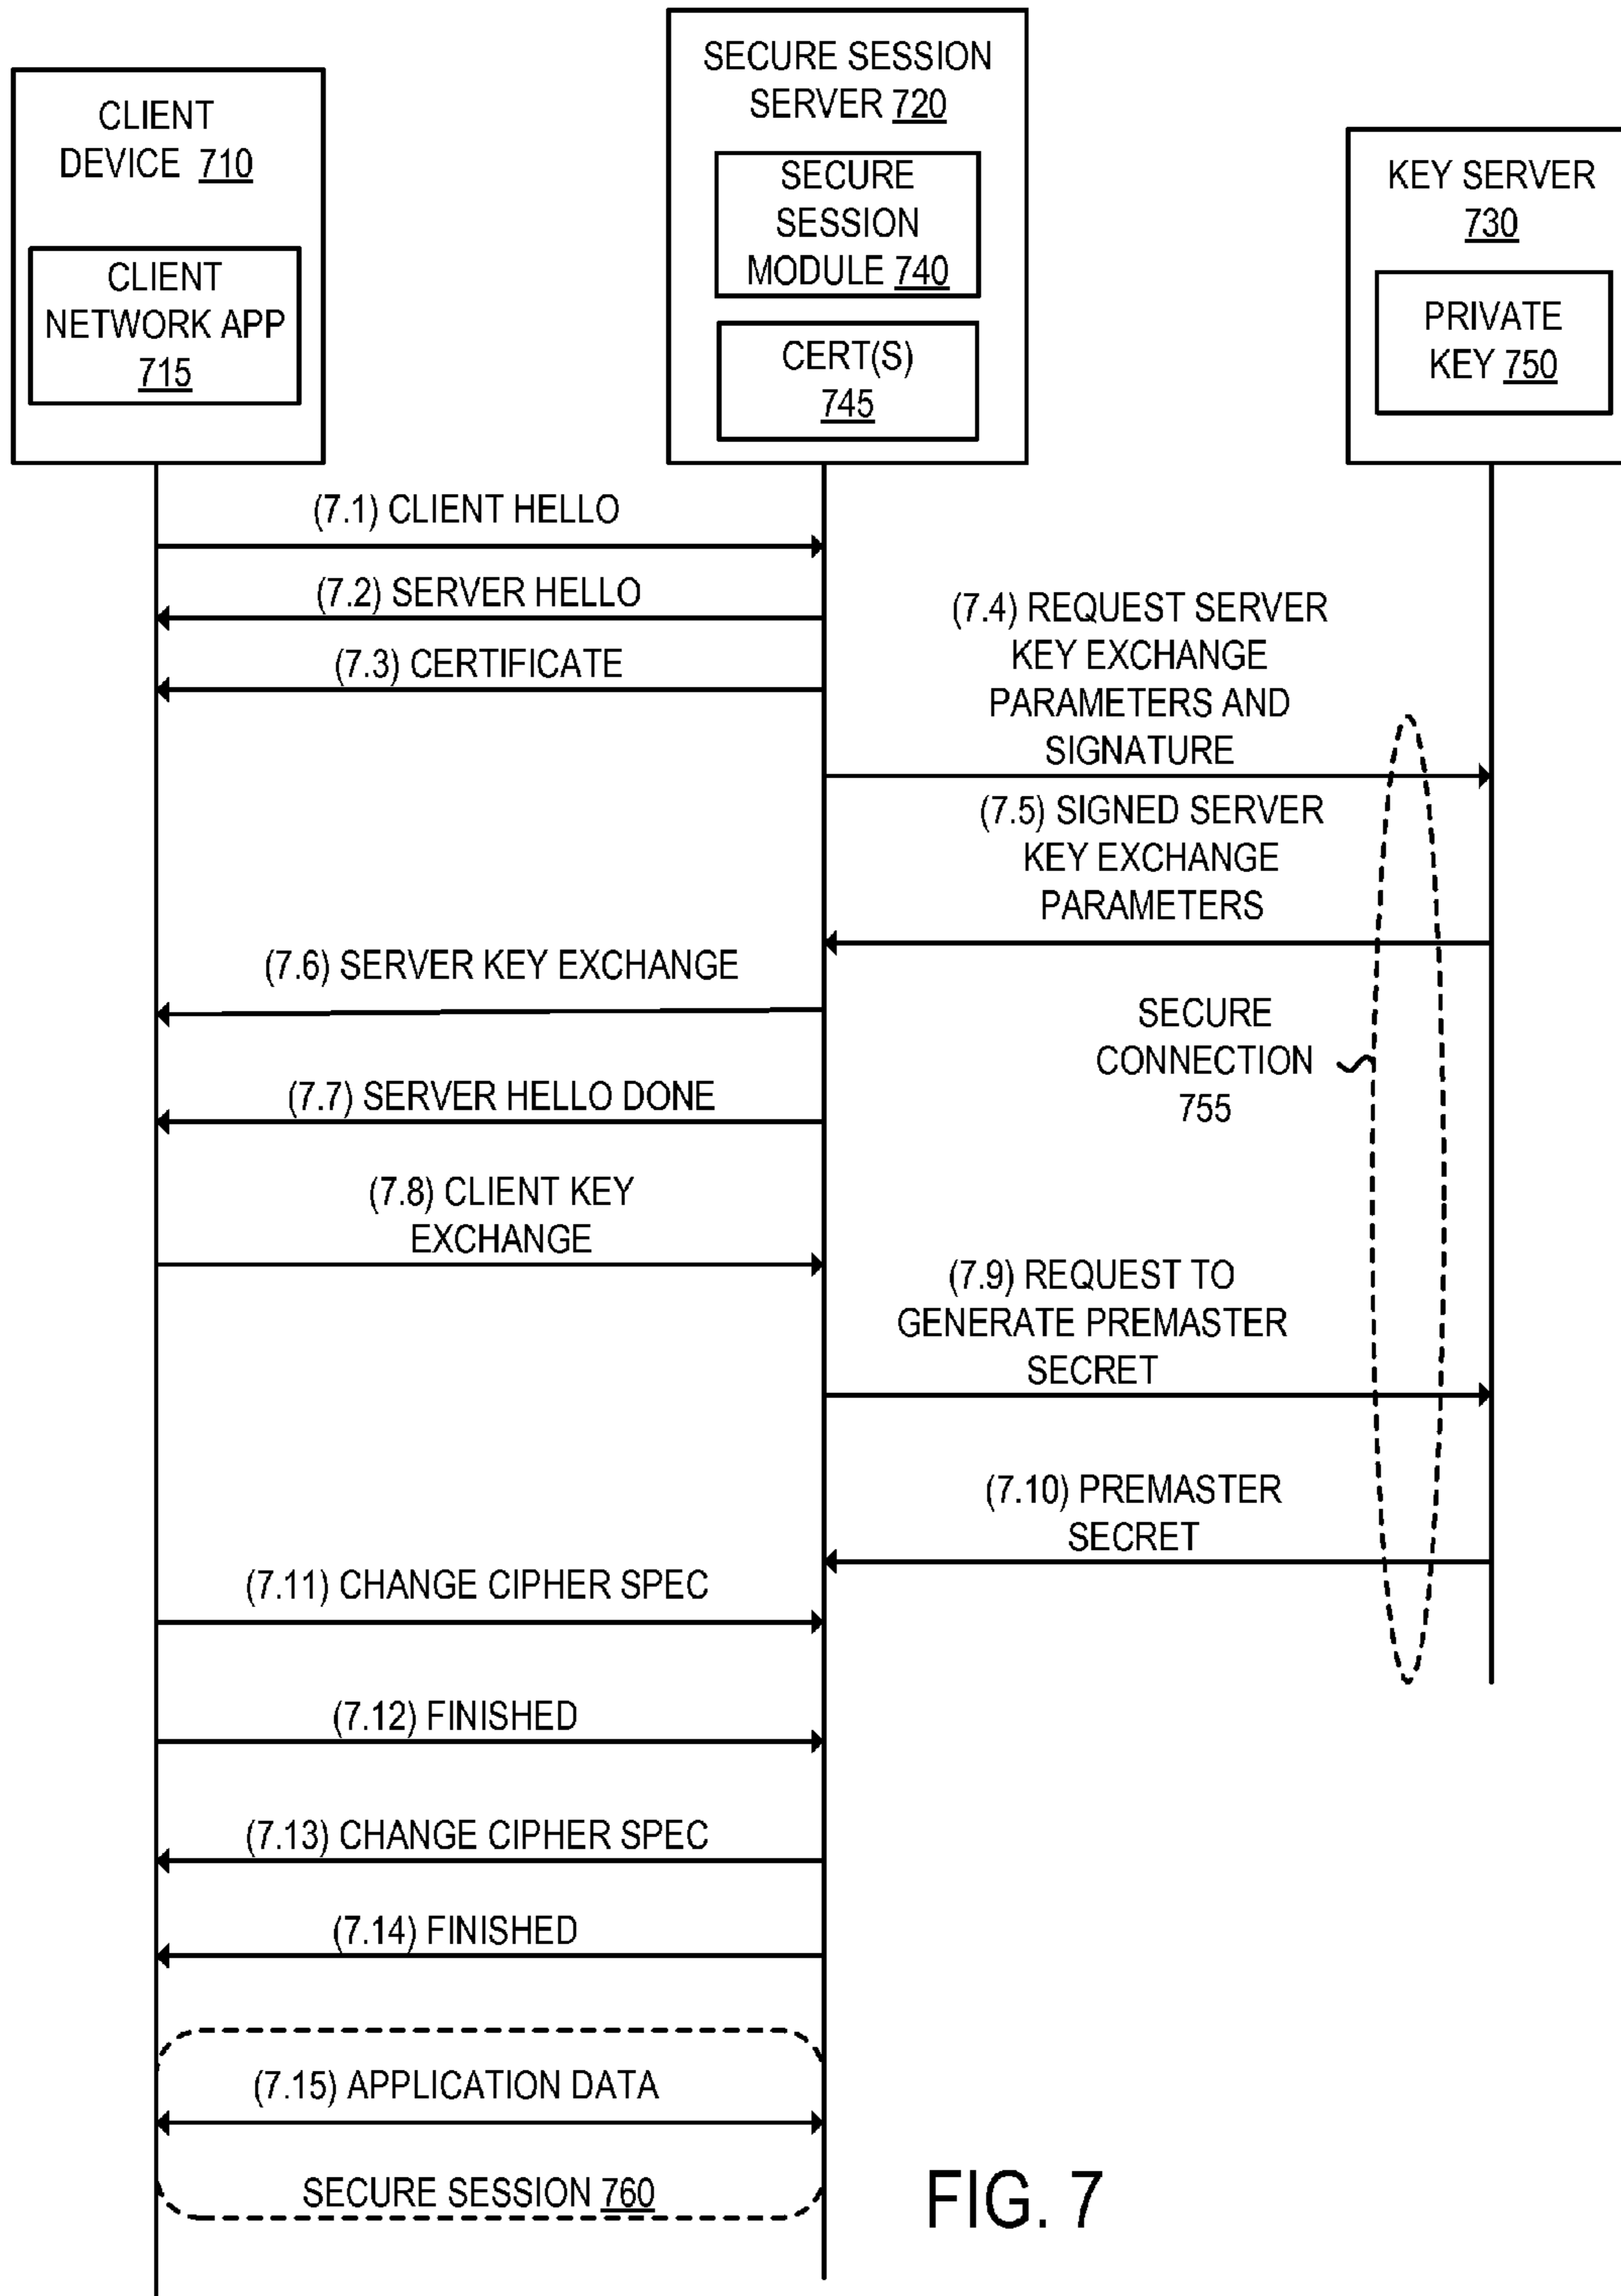 CLIENT
DEVICE 710
CLIENT
NETWORK APP
715
SECURE SESSION
SERVER 720
SECURE
SESSION
MODULE 740
CERT(S)
745
KEY SERVER
730
PRIVATE
KEY 750
(7.1) CLIENT HELLO
(7.2) SERVER HELLO
(7.3) CERTIFICATE
(7.4) REQUEST SERVER
KEY EXCHANGE
PARAMETERS AND
SIGNATURE
(7.5) SIGNED SERVER
KEY EXCHANGE
PARAMETERS
(7.6) SERVER KEY EXCHANGE
SECURE
CONNECTION
755
(7.7) SERVER HELLO DONE
(7.8) CLIENT KEY
EXCHANGE
(7.9) REQUEST TO
GENERATE PREMASTER
SECRET
(7.10) PREMASTER
SECRET
(7.11) CHANGE CIPHER SPEC
(7.12) FINISHED
(7.13) CHANGE CIPHER SPEC
(7.14) FINISHED
(7.15) APPLICATION DATA
SECURE SESSION 760
FIG. 7